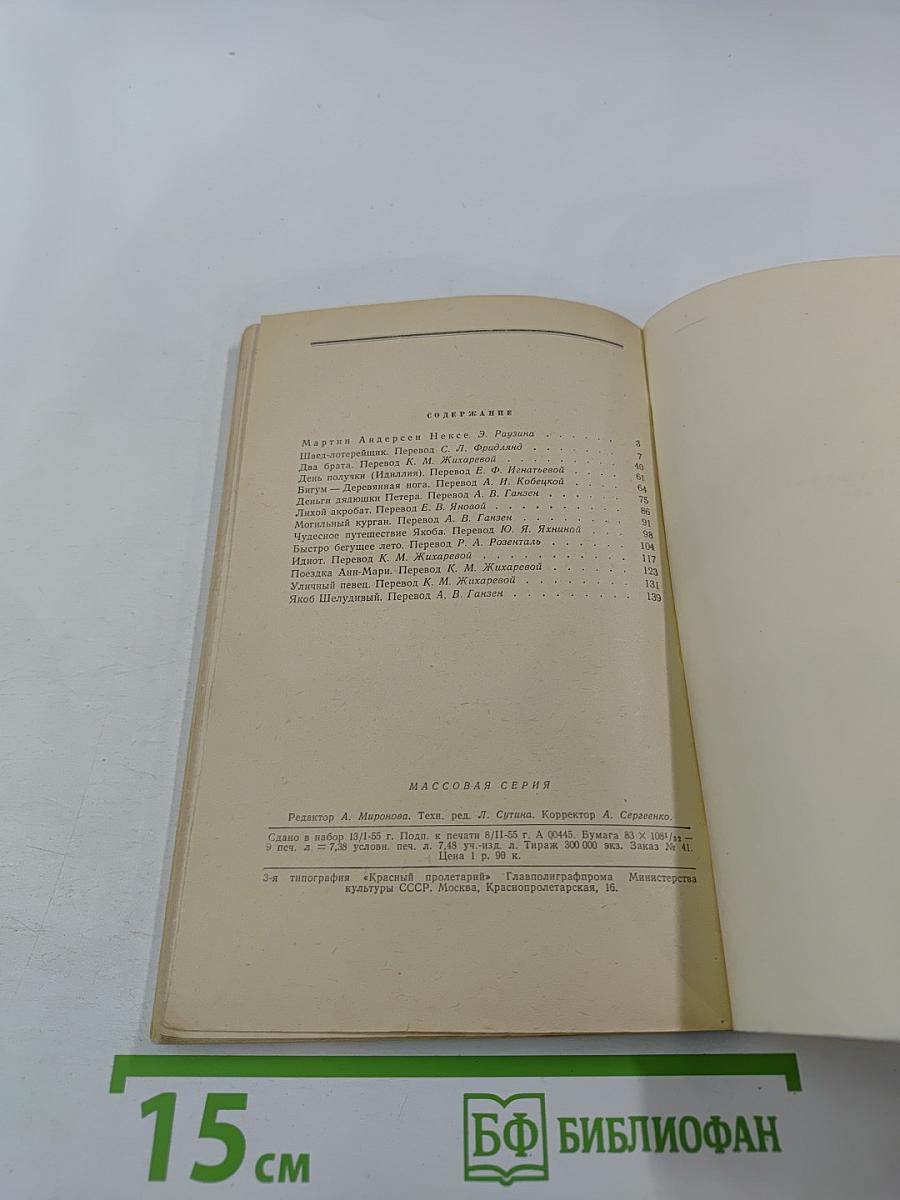 СОДЕРЖАНИЕ
Мартин Андерсен Нексе. Э. Раузина . . . . . . 3
Швед-лотерейщик. Перевод С. Л. Фридлянд . . . . . . 7
Два брата. Перевод К. М. Жихаревой . . . . . . . . 40
День получки (Идиллия). Перевод Е. Ф. Игнатьевой . . . . 61
Бигум — Деревянная нога. Перевод А. И. Кобецкой . . . . 64
Деньги дядюшки Петера. Перевод А. В. Ганзен . . . . . . 75
Лихой акробат. Перевод Е. В. Яновой . . . . . . . . 86
Могильный курган. Перевод А. В. Ганзен . . . . . . . 91
Чудесное путешествие Якоба. Перевод Ю. Я. Яхниной . . . . 98
Быстро бегущее лето. Перевод Р. А. Розенталь . . . . . . 104
Идиот. Перевод К. М. Жихаревой . . . . . . . . . 117
Поездка Анн-Мари. Перевод К. М. Жихаревой . . . . . . 123
Уличный певец. Перевод К. М. Жихаревой . . . . . . . 131
Якоб Шелудивый. Перевод А. В. Ганзен . . . . . . . . 139
МАССОВАЯ СЕРИЯ
Редактор А. Миронова. Техн. ред. Л. Сутина. Корректор А. Сергеенко.
Сдано в набор 13/I-55 г. Подп. к печати 8/II-55 г. А 00445. Бумага 83 × 108¹/₃₂ —
9 печ. л. = 7,38 условн. печ. л. 7,48 уч.-изд. л. Тираж 300 000 экз. Заказ № 41.
Цена 1 р. 90 к.
3-я типография «Красный пролетарий» Главполиграфпрома Министерства
культуры СССР. Москва, Краснопролетарская, 16.
15 см
БФ БИБЛИОФАН